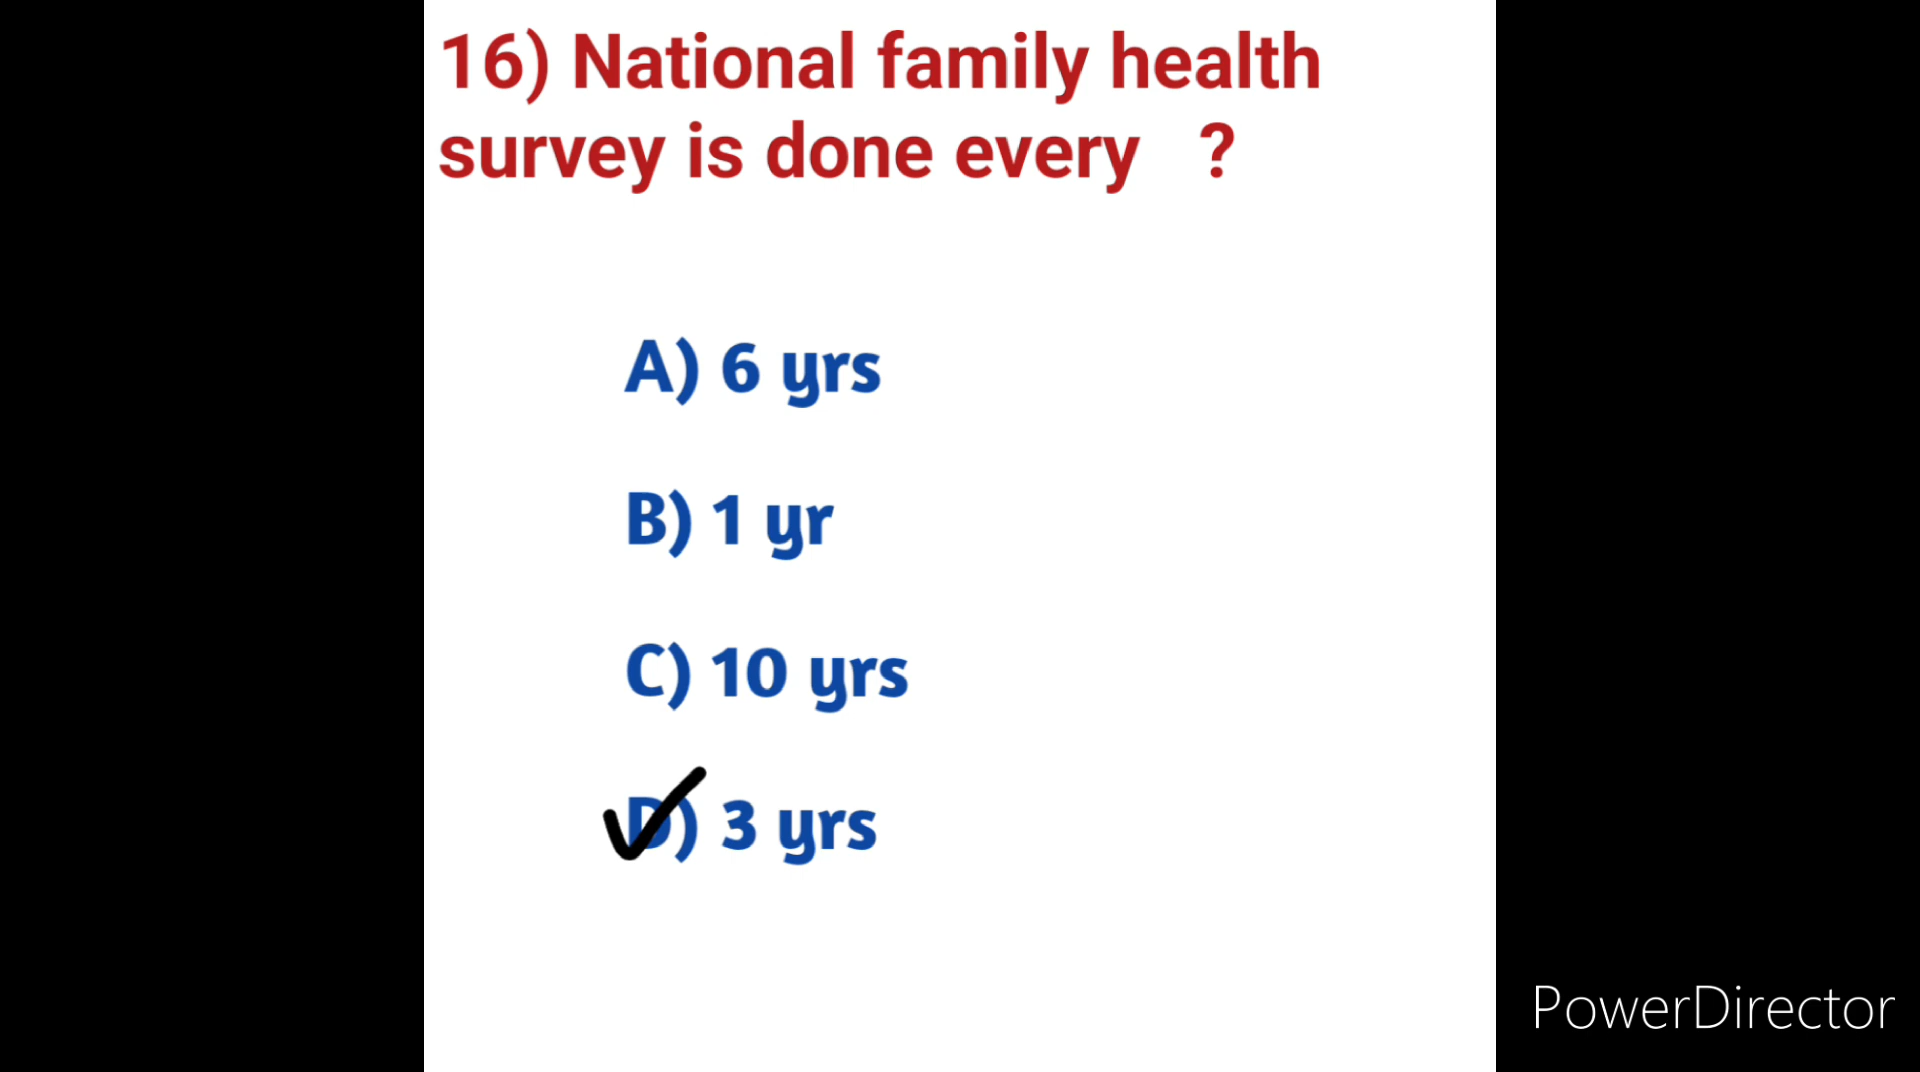 16) National family health
survey is done every ?
A) 6 yrs
B) 1 yr
C) 10 yrs
D) 3 yrs
PowerDirector